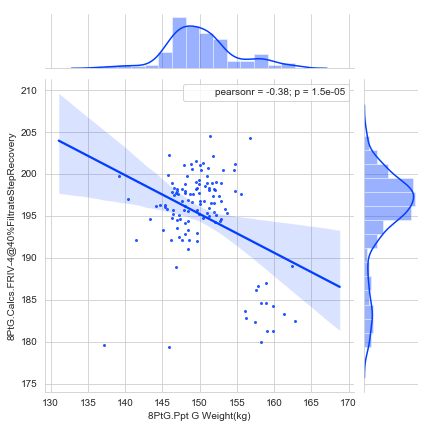 pearsonr = -0.38; p = 1.5e-05
210
205
200
195
190
185
180
175
8PtG.Calcs.FRIV-4@40%FiltrateStepRecovery
130 135 140 145 150 155 160 165 170
8PtG.Ppt G Weight(kg)